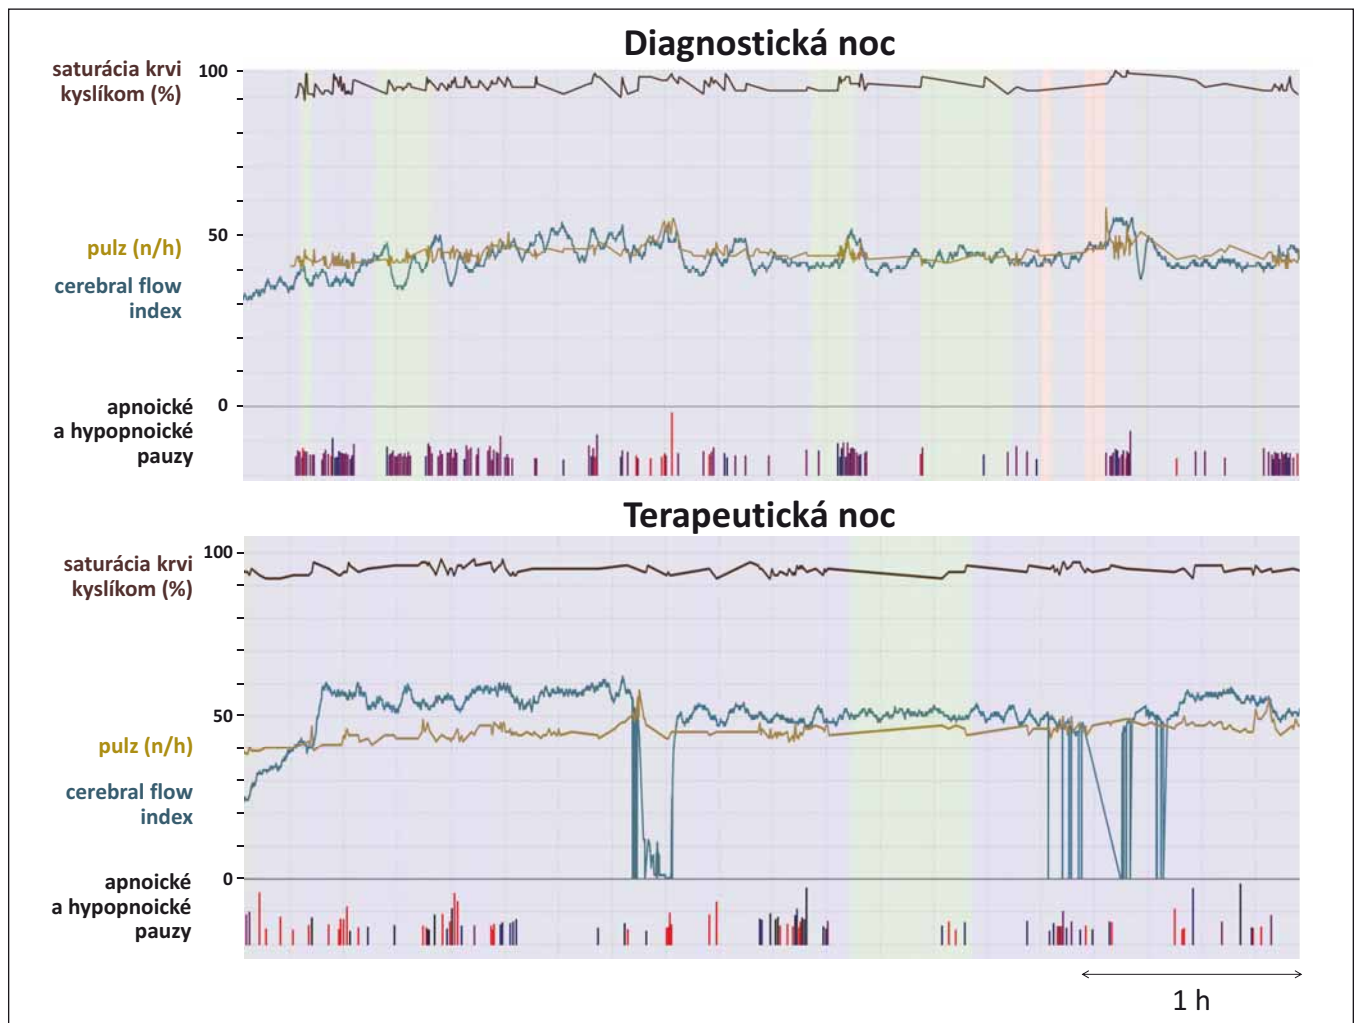 Diagnostická noc
saturácia krvi
kyslíkom (%)
100
pulz (n/h)
50
cerebral flow
index
apnoické
a hypopnoické
pauzy
0
Terapeutická noc
saturácia krvi
kyslíkom (%)
100
50
pulz (n/h)
cerebral flow
index
0
apnoické
a hypopnoické
pauzy
1 h